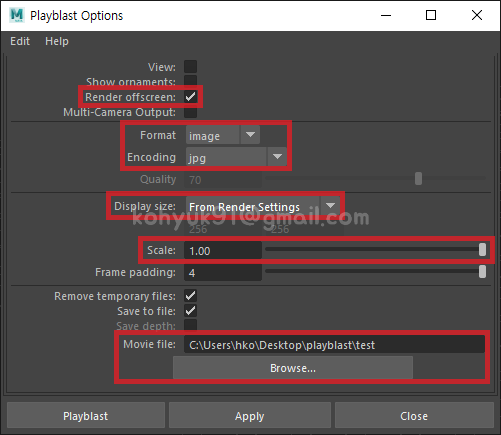 Playblast Options
Edit Help
View:
Show ornaments:
Render offscreen:
Multi-Camera Output:
Format image
Encoding jpg
Quality 70
Display size: From Render Settings
konyuk91@gmail.com
256 256
Scale: 1.00
Frame padding: 4
Remove temporary files:
Save to file:
Save depth:
Movie file: C:\Users\hko\Desktop\playblast\test
Browse...
Playblast Apply Close